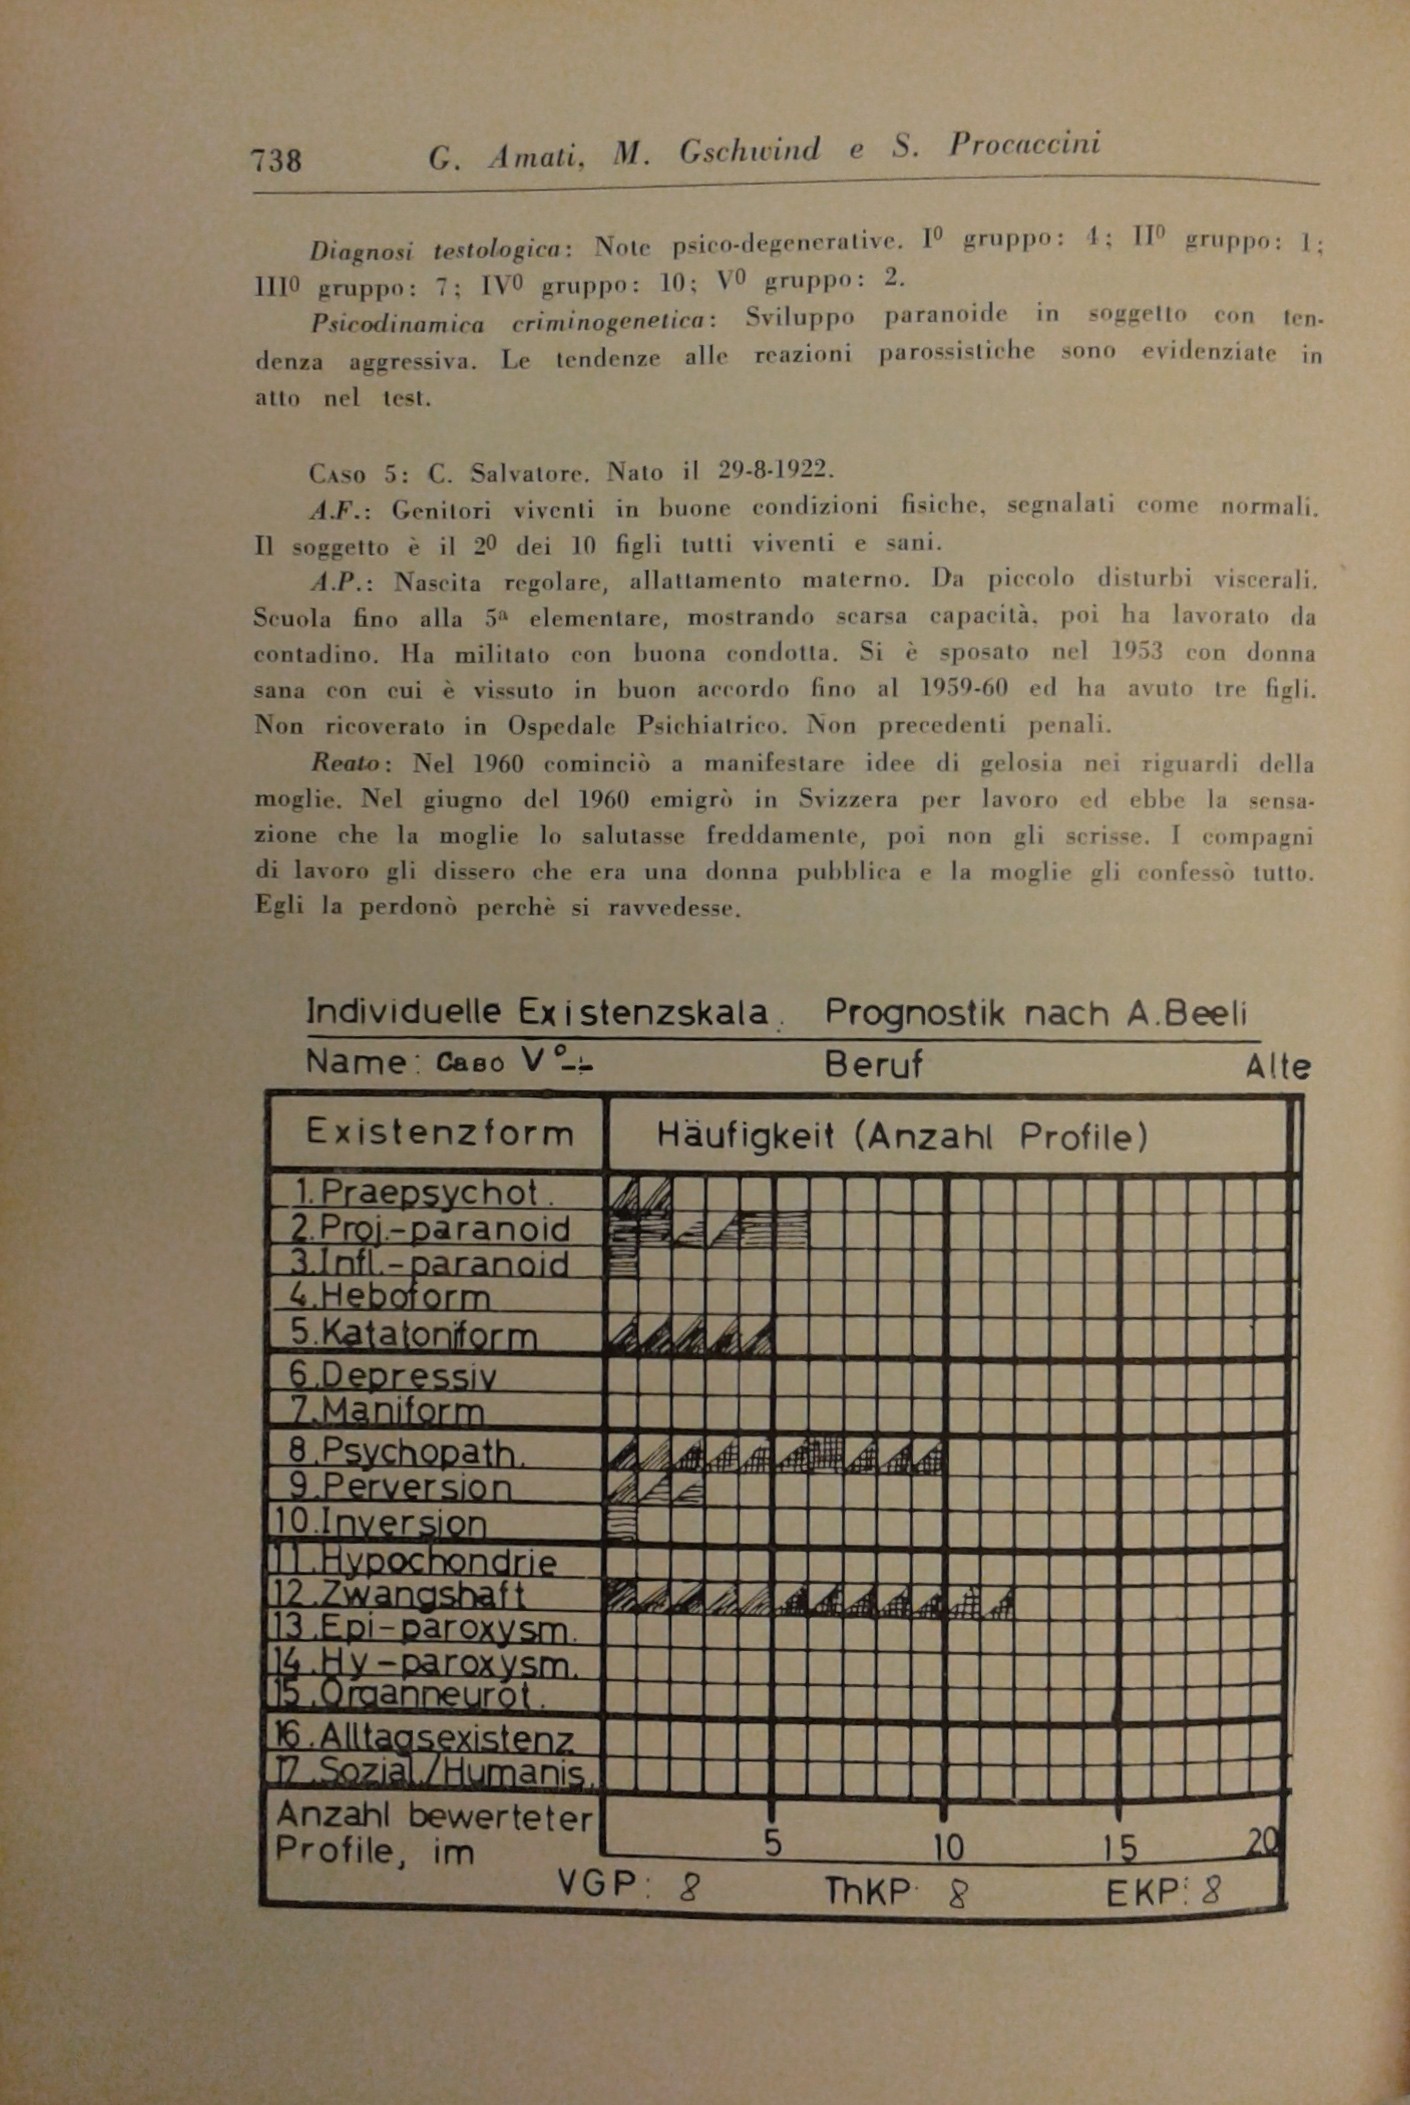 738 G. Amati, M. Gschwind e S. Procaccini
Diagnosi testologica: Note psico-degenerative. I⁰ gruppo: 4; II⁰ gruppo: 1;
III⁰ gruppo: 7; IV⁰ gruppo: 10; V⁰ gruppo: 2.
Psicodinamica criminogenetica: Sviluppo paranoide in soggetto con ten-
denza aggressiva. Le tendenze alle reazioni parossistiche sono evidenziate in
atto nel test.
CASO 5: C. Salvatore. Nato il 29-8-1922.
A.F.: Genitori viventi in buone condizioni fisiche, segnalati come normali.
Il soggetto è il 2⁰ dei 10 figli tutti viventi e sani.
A.P.: Nascita regolare, allattamento materno. Da piccolo disturbi viscerali.
Scuola fino alla 5ª elementare, mostrando scarsa capacità, poi ha lavorato da
contadino. Ha militato con buona condotta. Si è sposato nel 1953 con donna
sana con cui è vissuto in buon accordo fino al 1959-60 ed ha avuto tre figli.
Non ricoverato in Ospedale Psichiatrico. Non precedenti penali.
Reato: Nel 1960 cominciò a manifestare idee di gelosia nei riguardi della
moglie. Nel giugno del 1960 emigrò in Svizzera per lavoro ed ebbe la sensa-
zione che la moglie lo salutasse freddamente, poi non gli scrisse. I compagni
di lavoro gli dissero che era una donna pubblica e la moglie gli confessò tutto.
Egli la perdonò perchè si ravvedesse.
Individuelle Existenzskala. Prognostik nach A.Beeli
Name: Caso V° Beruf Alte
Existenzform Häufigkeit (Anzahl Profile)
1.Praepsychot.
2.Proj.-paranoid
3.Infl.-paranoid
4.Heboform
5.Katatoniform
6.Depressiv
7.Maniform
8.Psychopath.
9.Perversion
10.Inversion
11.Hypochondrie
12.Zwangshaft
13.Epi-paroxysm.
14.Hy-paroxysm.
15.Organneurot.
16.Alltagsexistenz
17.Sozial/Humanis.
Anzahl bewerteter
Profile, im 5 10 15 20
VGP: 8 ThKP 8 EKP: 8